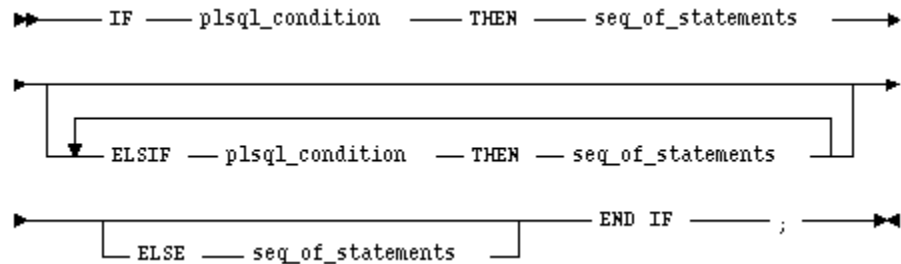 IF plsql_condition THEN seq_of_statements
ELSIF plsql_condition THEN seq_of_statements
END IF ;
ELSE seq_of_statements